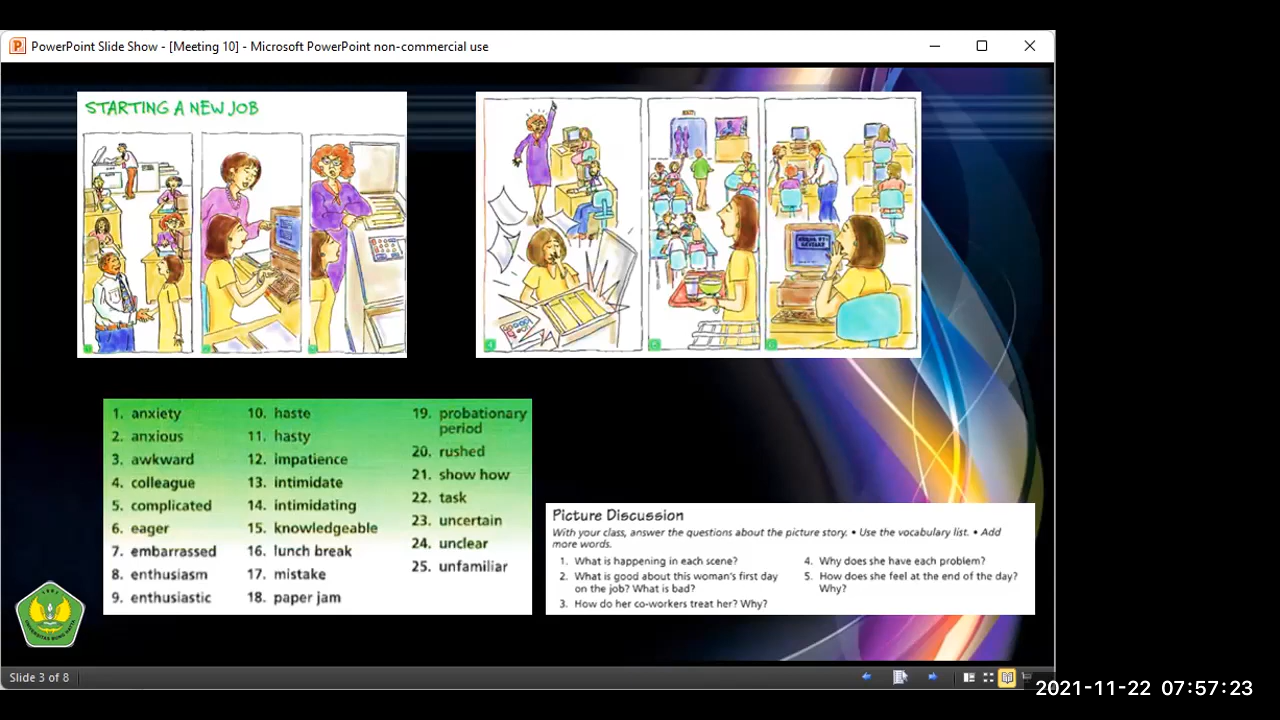 PowerPoint Slide Show - [Meeting 10] - Microsoft PowerPoint non-commercial use
STARTING A NEW JOB
1. anxiety
2. anxious
3. awkward
4. colleague
5. complicated
6. eager
7. embarrassed
8. enthusiasm
9. enthusiastic
10. haste
11. hasty
12. impatience
13. intimidate
14. intimidating
15. knowledgeable
16. lunch break
17. mistake
18. paper jam
19. probationary
period
20. rushed
21. show how
22. task
23. uncertain
24. unclear
25. unfamiliar
Picture Discussion
With your class, answer the questions about the picture story. • Use the vocabulary list. • Add
more words.
1. What is happening in each scene?
2. What is good about this woman's first day
on the job? What is bad?
3. How do her co-workers treat her? Why?
4. Why does she have each problem?
5. How does she feel at the end of the day?
Why?
UNIVERSITAS BUNG HATTA
Slide 3 of 8
2021-11-22 07:57:23